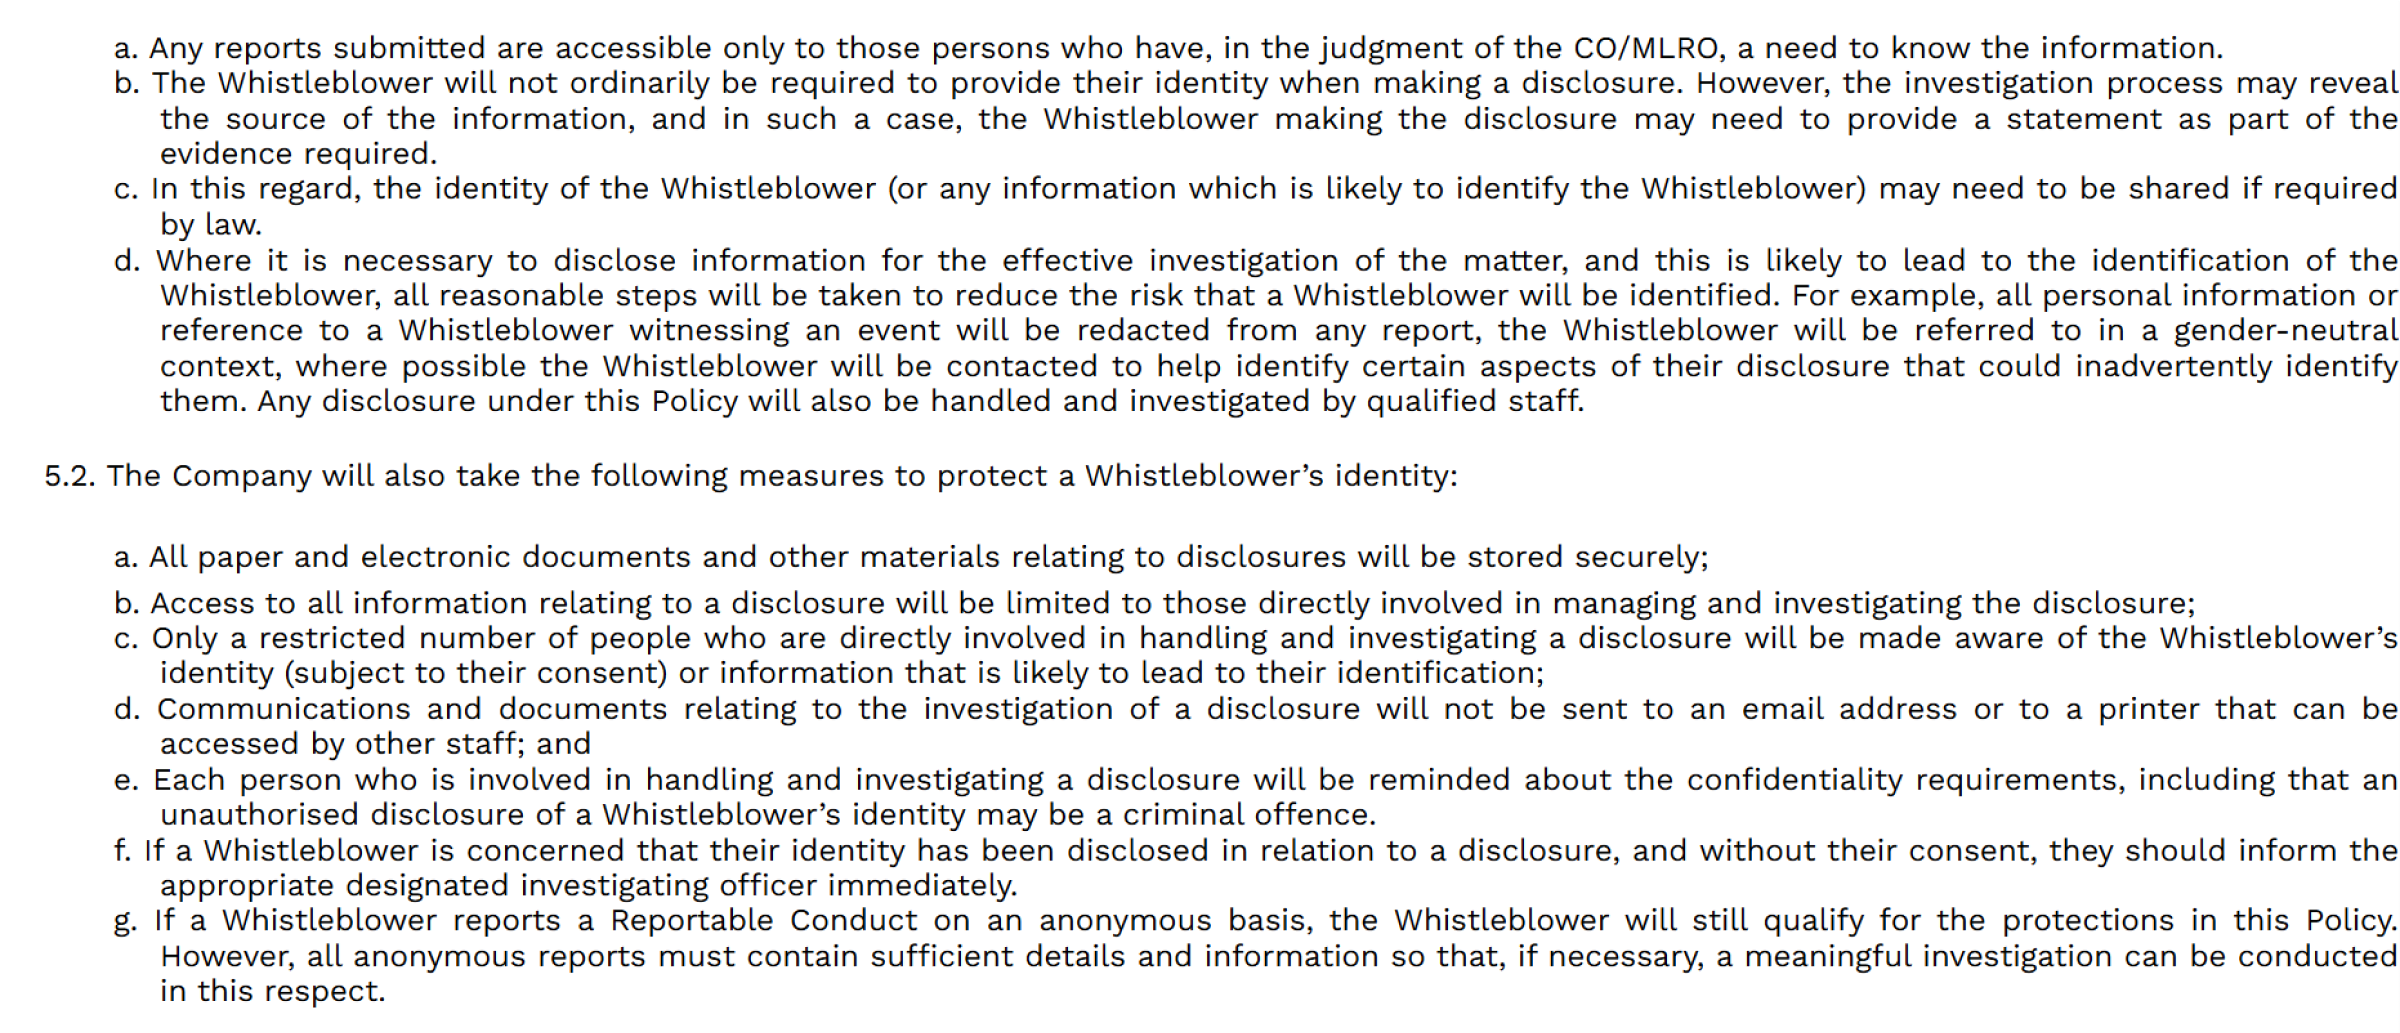 a. Any reports submitted are accessible only to those persons who have, in the judgment of the CO/MLRO, a need to know the information.
b. The Whistleblower will not ordinarily be required to provide their identity when making a disclosure. However, the investigation process may reveal
the source of the information, and in such a case, the Whistleblower making the disclosure may need to provide a statement as part of the
evidence required.
c. In this regard, the identity of the Whistleblower (or any information which is likely to identify the Whistleblower) may need to be shared if required
by law.
d. Where it is necessary to disclose information for the effective investigation of the matter, and this is likely to lead to the identification of the
Whistleblower, all reasonable steps will be taken to reduce the risk that a Whistleblower will be identified. For example, all personal information or
reference to a Whistleblower witnessing an event will be redacted from any report, the Whistleblower will be referred to in a gender-neutral
context, where possible the Whistleblower will be contacted to help identify certain aspects of their disclosure that could inadvertently identify
them. Any disclosure under this Policy will also be handled and investigated by qualified staff.
5.2. The Company will also take the following measures to protect a Whistleblower’s identity:
a. All paper and electronic documents and other materials relating to disclosures will be stored securely;
b. Access to all information relating to a disclosure will be limited to those directly involved in managing and investigating the disclosure;
c. Only a restricted number of people who are directly involved in handling and investigating a disclosure will be made aware of the Whistleblower’s
identity (subject to their consent) or information that is likely to lead to their identification;
d. Communications and documents relating to the investigation of a disclosure will not be sent to an email address or to a printer that can be
accessed by other staff; and
e. Each person who is involved in handling and investigating a disclosure will be reminded about the confidentiality requirements, including that an
unauthorised disclosure of a Whistleblower’s identity may be a criminal offence.
f. If a Whistleblower is concerned that their identity has been disclosed in relation to a disclosure, and without their consent, they should inform the
appropriate designated investigating officer immediately.
g. If a Whistleblower reports a Reportable Conduct on an anonymous basis, the Whistleblower will still qualify for the protections in this Policy.
However, all anonymous reports must contain sufficient details and information so that, if necessary, a meaningful investigation can be conducted
in this respect.